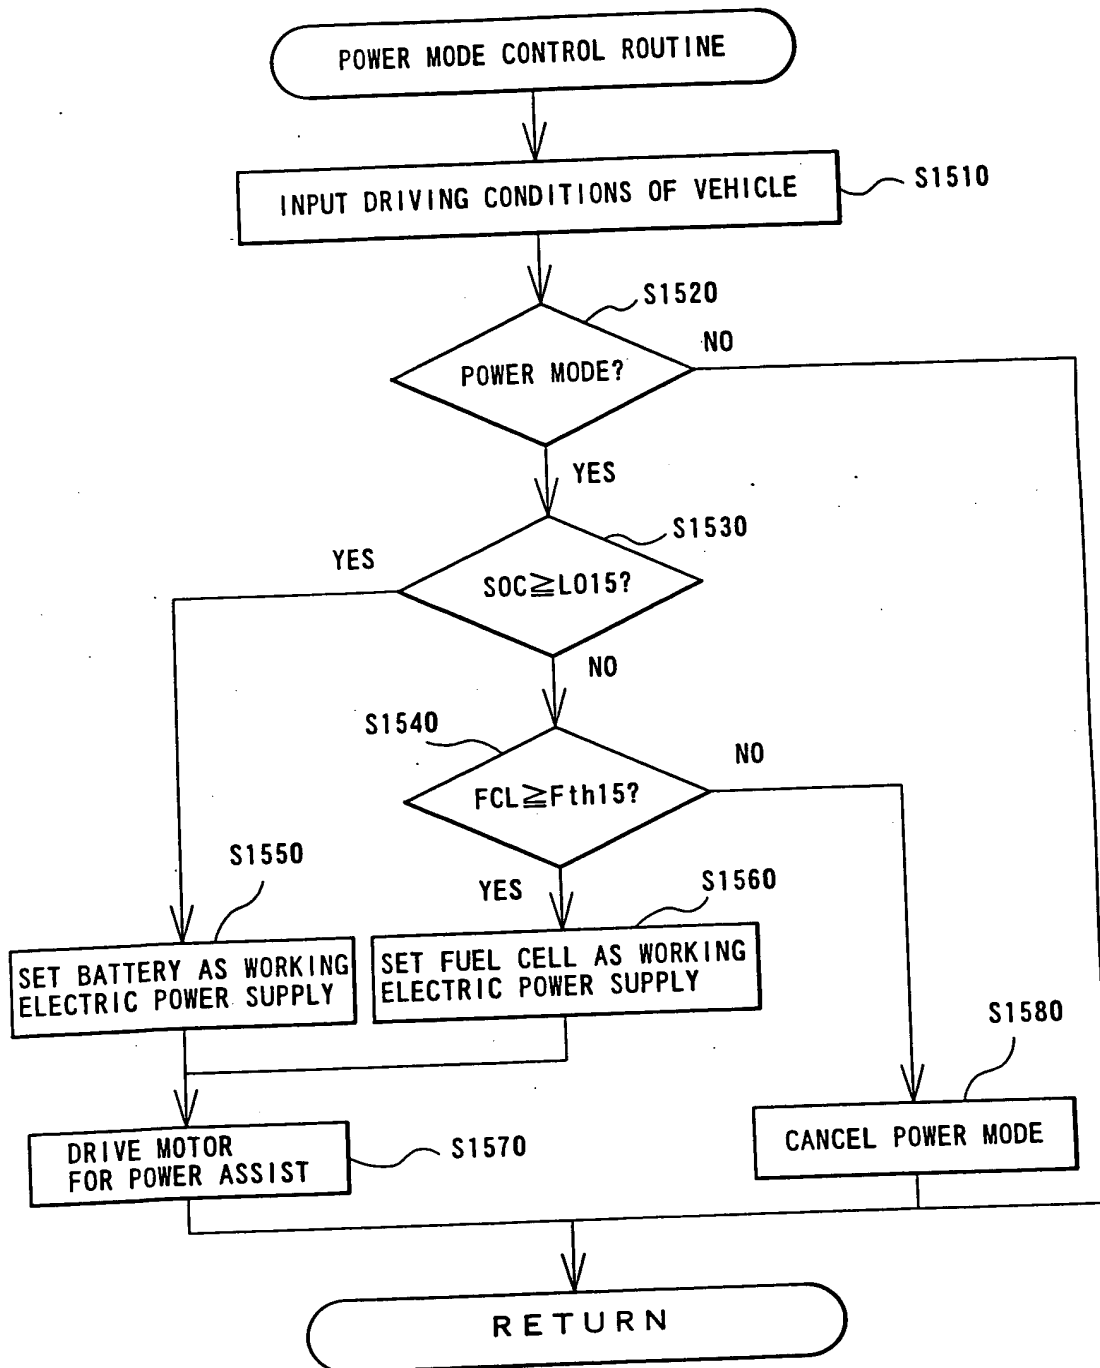 POWER MODE CONTROL ROUTINE
INPUT DRIVING CONDITIONS OF VEHICLE
S1510
S1520
POWER MODE?
NO
YES
S1530
YES
SOC≧LO15?
NO
S1540
FCL≧Fth15?
NO
S1550
YES
S1560
SET BATTERY AS WORKING
ELECTRIC POWER SUPPLY
SET FUEL CELL AS WORKING
ELECTRIC POWER SUPPLY
S1580
DRIVE MOTOR
FOR POWER ASSIST
S1570
CANCEL POWER MODE
RETURN